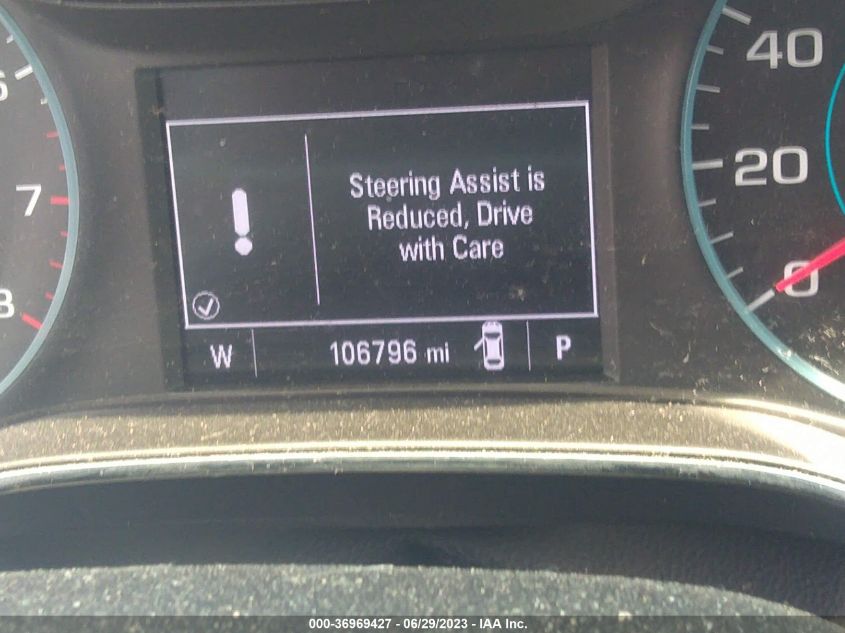 6
7
8
40
20
0
Steering Assist is
Reduced, Drive
with Care
W 106796 mi P
000-36969427 - 06/29/2023 - IAA Inc.